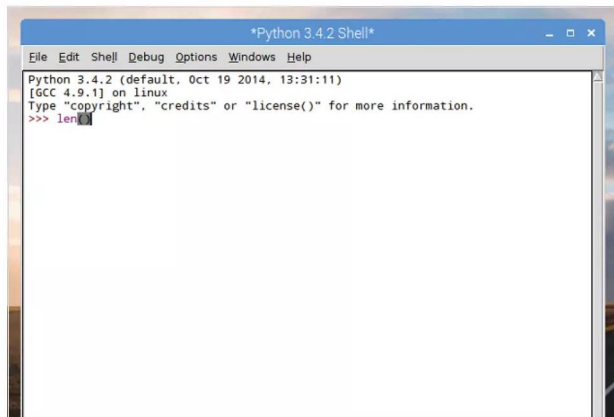 *Python 3.4.2 Shell*
File Edit Shell Debug Options Windows Help
Python 3.4.2 (default, Oct 19 2014, 13:31:11)
[GCC 4.9.1] on linux
Type "copyright", "credits" or "license()" for more information.
>>> len()